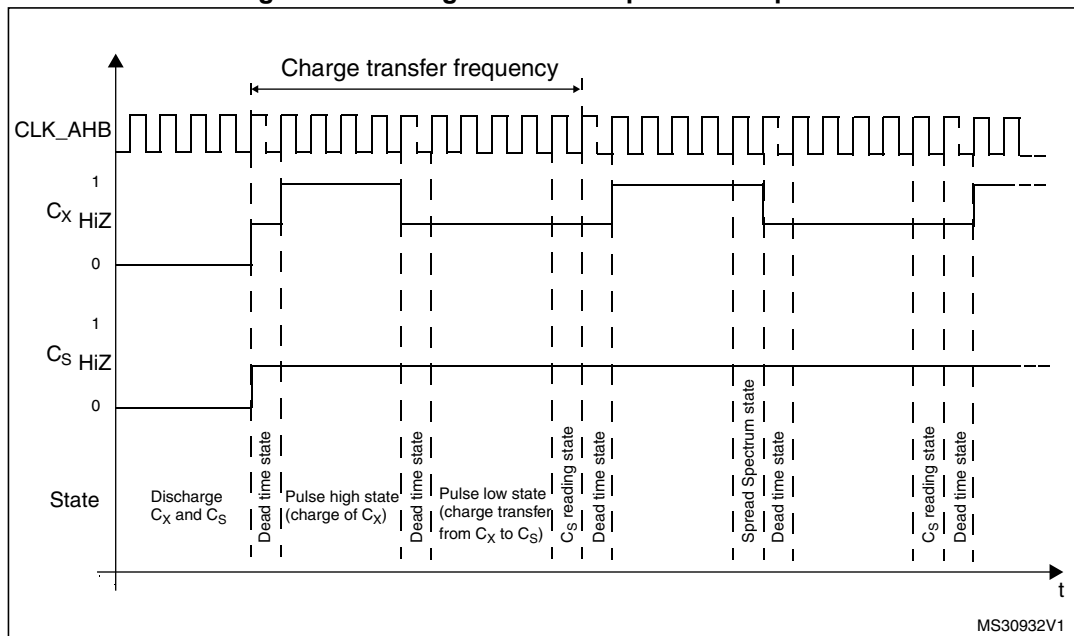 Charge transfer frequency
CLK_AHB
1
CX HiZ
0
1
CS HiZ
0
State
Discharge
CX and CS
Dead time state
Pulse high state
(charge of CX)
Dead time state
Pulse low state
(charge transfer
from CX to CS)
CS reading state
Dead time state
Spread Spectrum state
Dead time state
CS reading state
Dead time state
t
MS30932V1